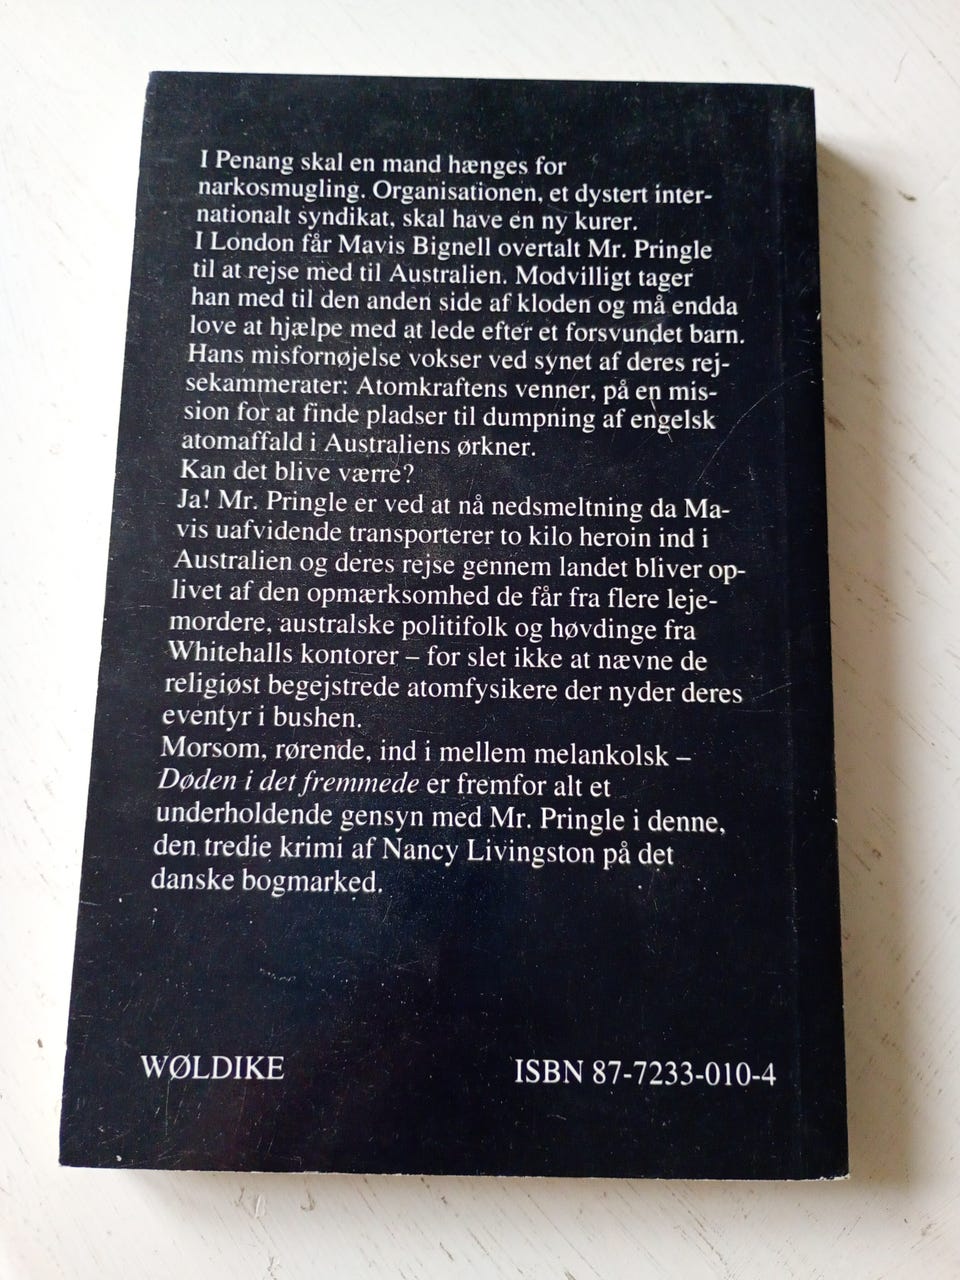 I Penang skal en mand hænges for
narkosmugling. Organisationen, et dystert inter-
nationalt syndikat, skal have en ny kurer.
I London får Mavis Bignell overtalt Mr. Pringle
til at rejse med til Australien. Modvilligt tager
han med til den anden side af kloden og må endda
love at hjælpe med at lede efter et forsvundet barn.
Hans misfornøjelse vokser ved synet af deres rej-
sekammerater: Atomkraftens venner, på en mis-
sion for at finde pladser til dumpning af engelsk
atomaffald i Australiens ørkner.
Kan det blive værre?
Ja! Mr. Pringle er ved at nå nedsmeltning da Ma-
vis uafvidende transporterer to kilo heroin ind i
Australien og deres rejse gennem landet bliver op-
livet af den opmærksomhed de får fra flere leje-
mordere, australske politifolk og høvdinge fra
Whitehalls kontorer – for slet ikke at nævne de
religiøst begejstrede atomfysikere der nyder deres
eventyr i bushen.
Morsom, rørende, ind i mellem melankolsk –
Døden i det fremmede er fremfor alt et
underholdende gensyn med Mr. Pringle i denne,
den tredie krimi af Nancy Livingston på det
danske bogmarked.
WØLDIKE
ISBN 87-7233-010-4